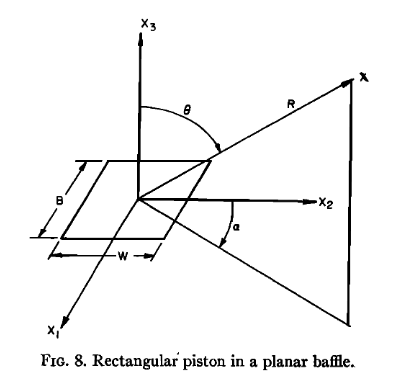 X3
θ
R
X
B
X2
α
W
X1
FIG. 8. Rectangular piston in a planar baffle.